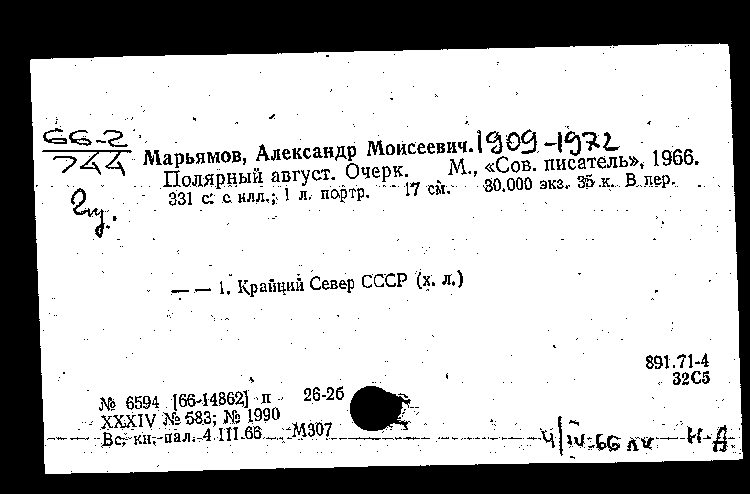 66-2
744
Марьямов, Александр Моисеевич. 1909-1972
Полярный август. Очерк. М., «Сов. писатель», 1966.
331 с. с илл.; 1 л. портр. 17 см. 30.000 экз. 35 к. В пер.
— — 1. Крайний Север СССР (х. л.)
891.71-4
32С5
№ 6594 [66-14862] п 26-2б
XXXIV № 583; № 1990
Вс. кн. пал. 4 III.66 М307
4/IV-66 Н-Д